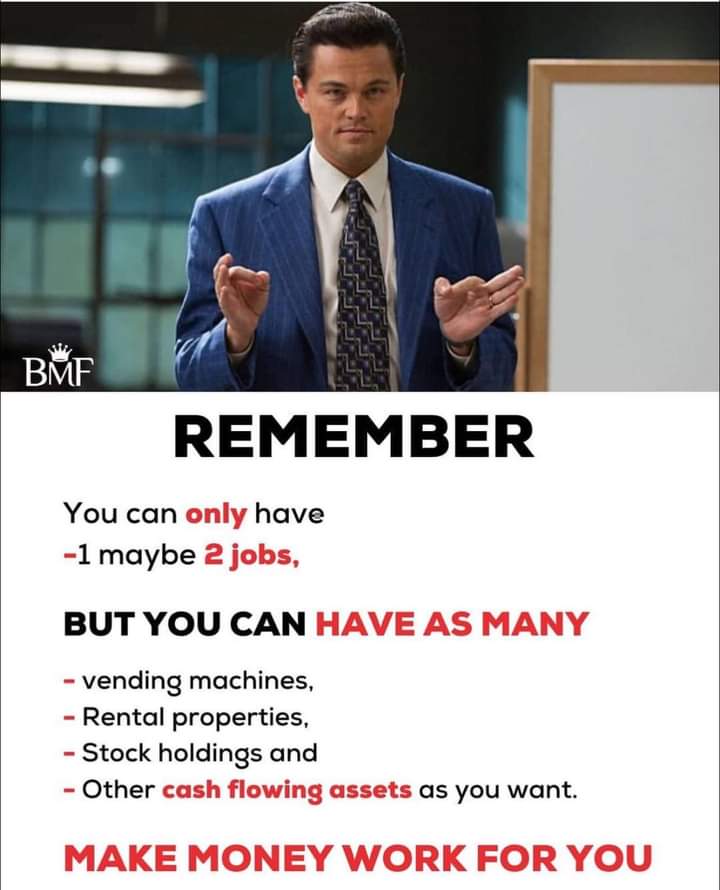 BMF
REMEMBER
You can only have
-1 maybe 2 jobs,
BUT YOU CAN HAVE AS MANY
- vending machines,
- Rental properties,
- Stock holdings and
- Other cash flowing assets as you want.
MAKE MONEY WORK FOR YOU